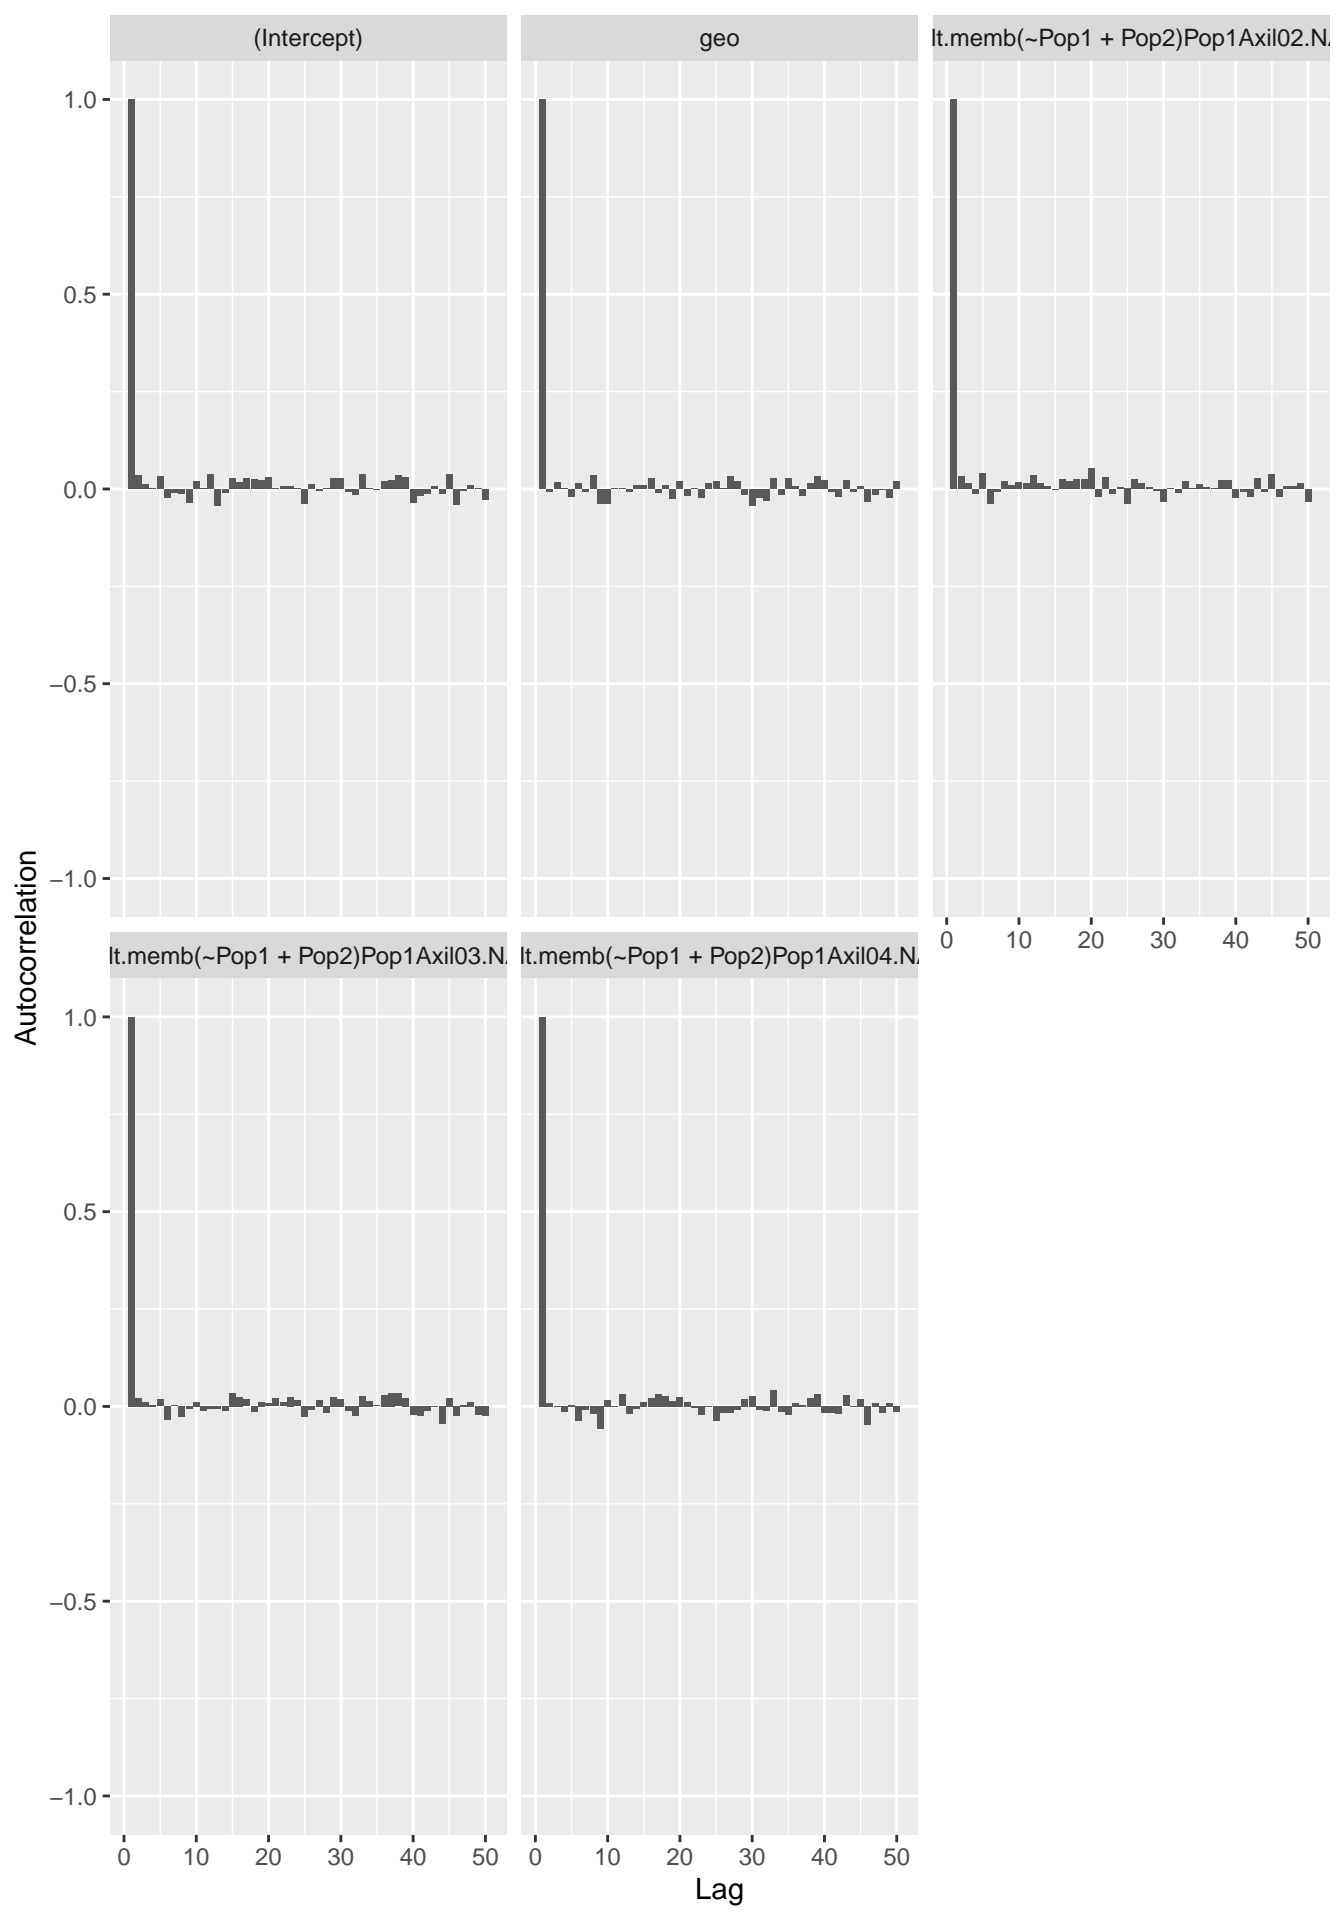 (Intercept)
geo
lt.memb(~Pop1 + Pop2)Pop1Axil02.N
1.0
0.5
0.0
−0.5
−1.0
0 10 20 30 40 50
lt.memb(~Pop1 + Pop2)Pop1Axil03.N
lt.memb(~Pop1 + Pop2)Pop1Axil04.N
1.0
0.5
0.0
−0.5
−1.0
0 10 20 30 40 50
0 10 20 30 40 50
Autocorrelation
Lag